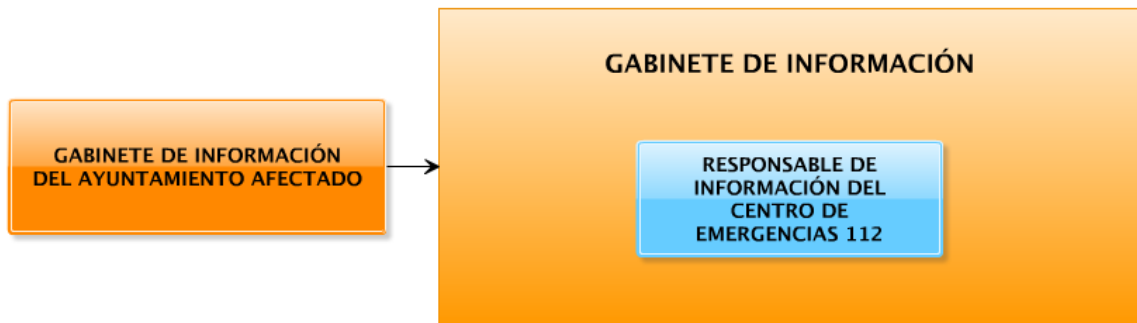 GABINETE DE INFORMACIÓN
GABINETE DE INFORMACIÓN
DEL AYUNTAMIENTO AFECTADO
RESPONSABLE DE
INFORMACIÓN DEL
CENTRO DE
EMERGENCIAS 112